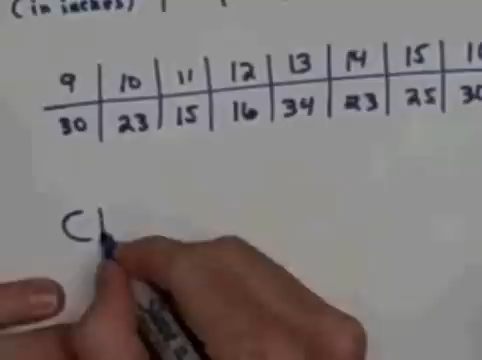 (in inches)
9 10 11 12 13 14 15
30 23 15 16 34 23 25 30
C